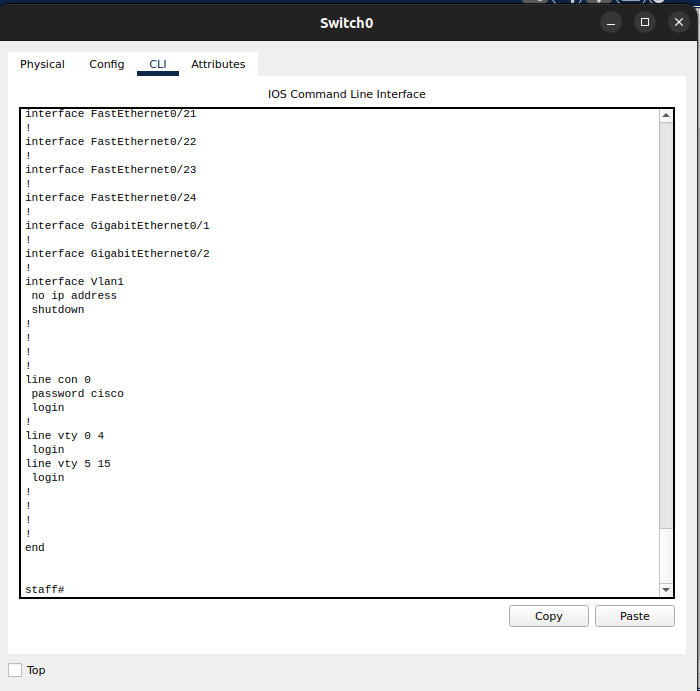 Switch0
Physical Config CLI Attributes
IOS Command Line Interface
interface FastEthernet0/21
!
interface FastEthernet0/22
!
interface FastEthernet0/23
!
interface FastEthernet0/24
!
interface GigabitEthernet0/1
!
interface GigabitEthernet0/2
!
interface Vlan1
 no ip address
 shutdown
!
!
!
!
line con 0
 password cisco
 login
!
line vty 0 4
 login
line vty 5 15
 login
!
!
!
!
end
staff#
Copy Paste
Top